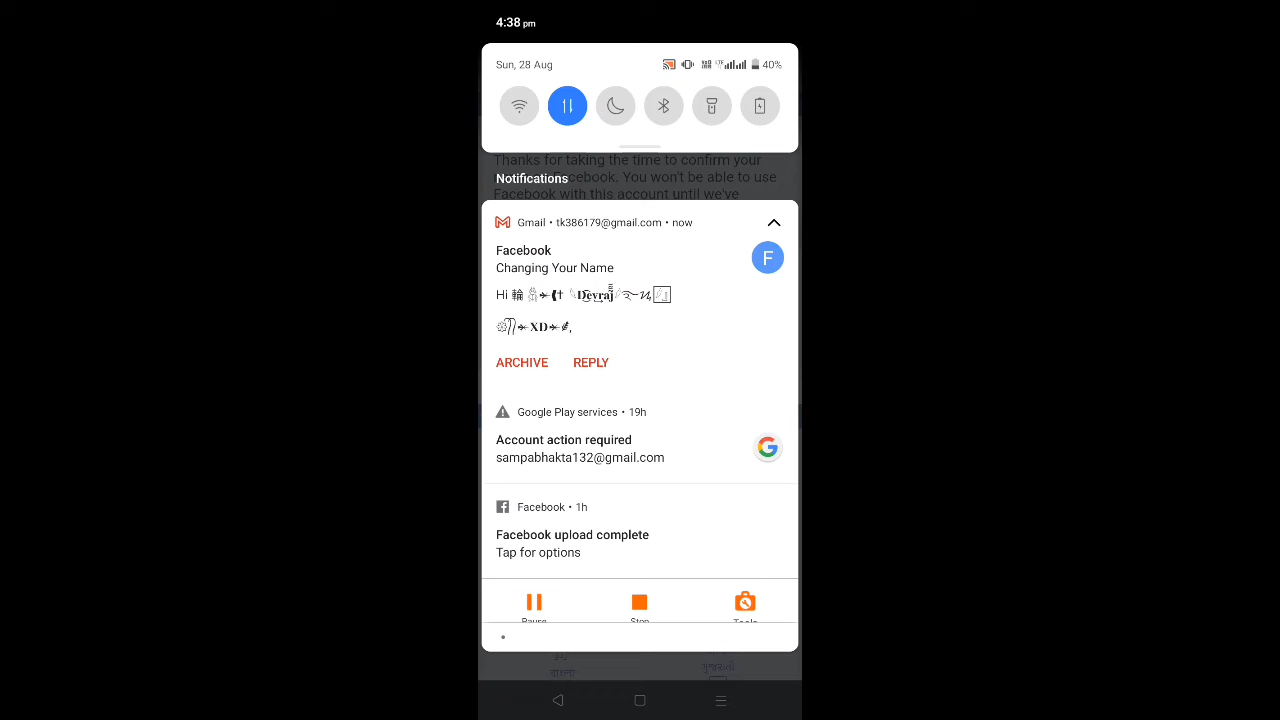 4:38 pm
Sun, 28 Aug
LTE
40%
Thanks for taking the time to confirm your
Facebook. You won't be able to use
Notifications
Facebook with this account until we've
Gmail • tk386179@gmail.com • now
Facebook
Changing Your Name
F
Hi 輪 Devraj
XD
ARCHIVE REPLY
Google Play services • 19h
Account action required
sampabhakta132@gmail.com
Facebook • 1h
Facebook upload complete
Tap for options
Pause Stop Tools
বাংলা ગુજરાતી